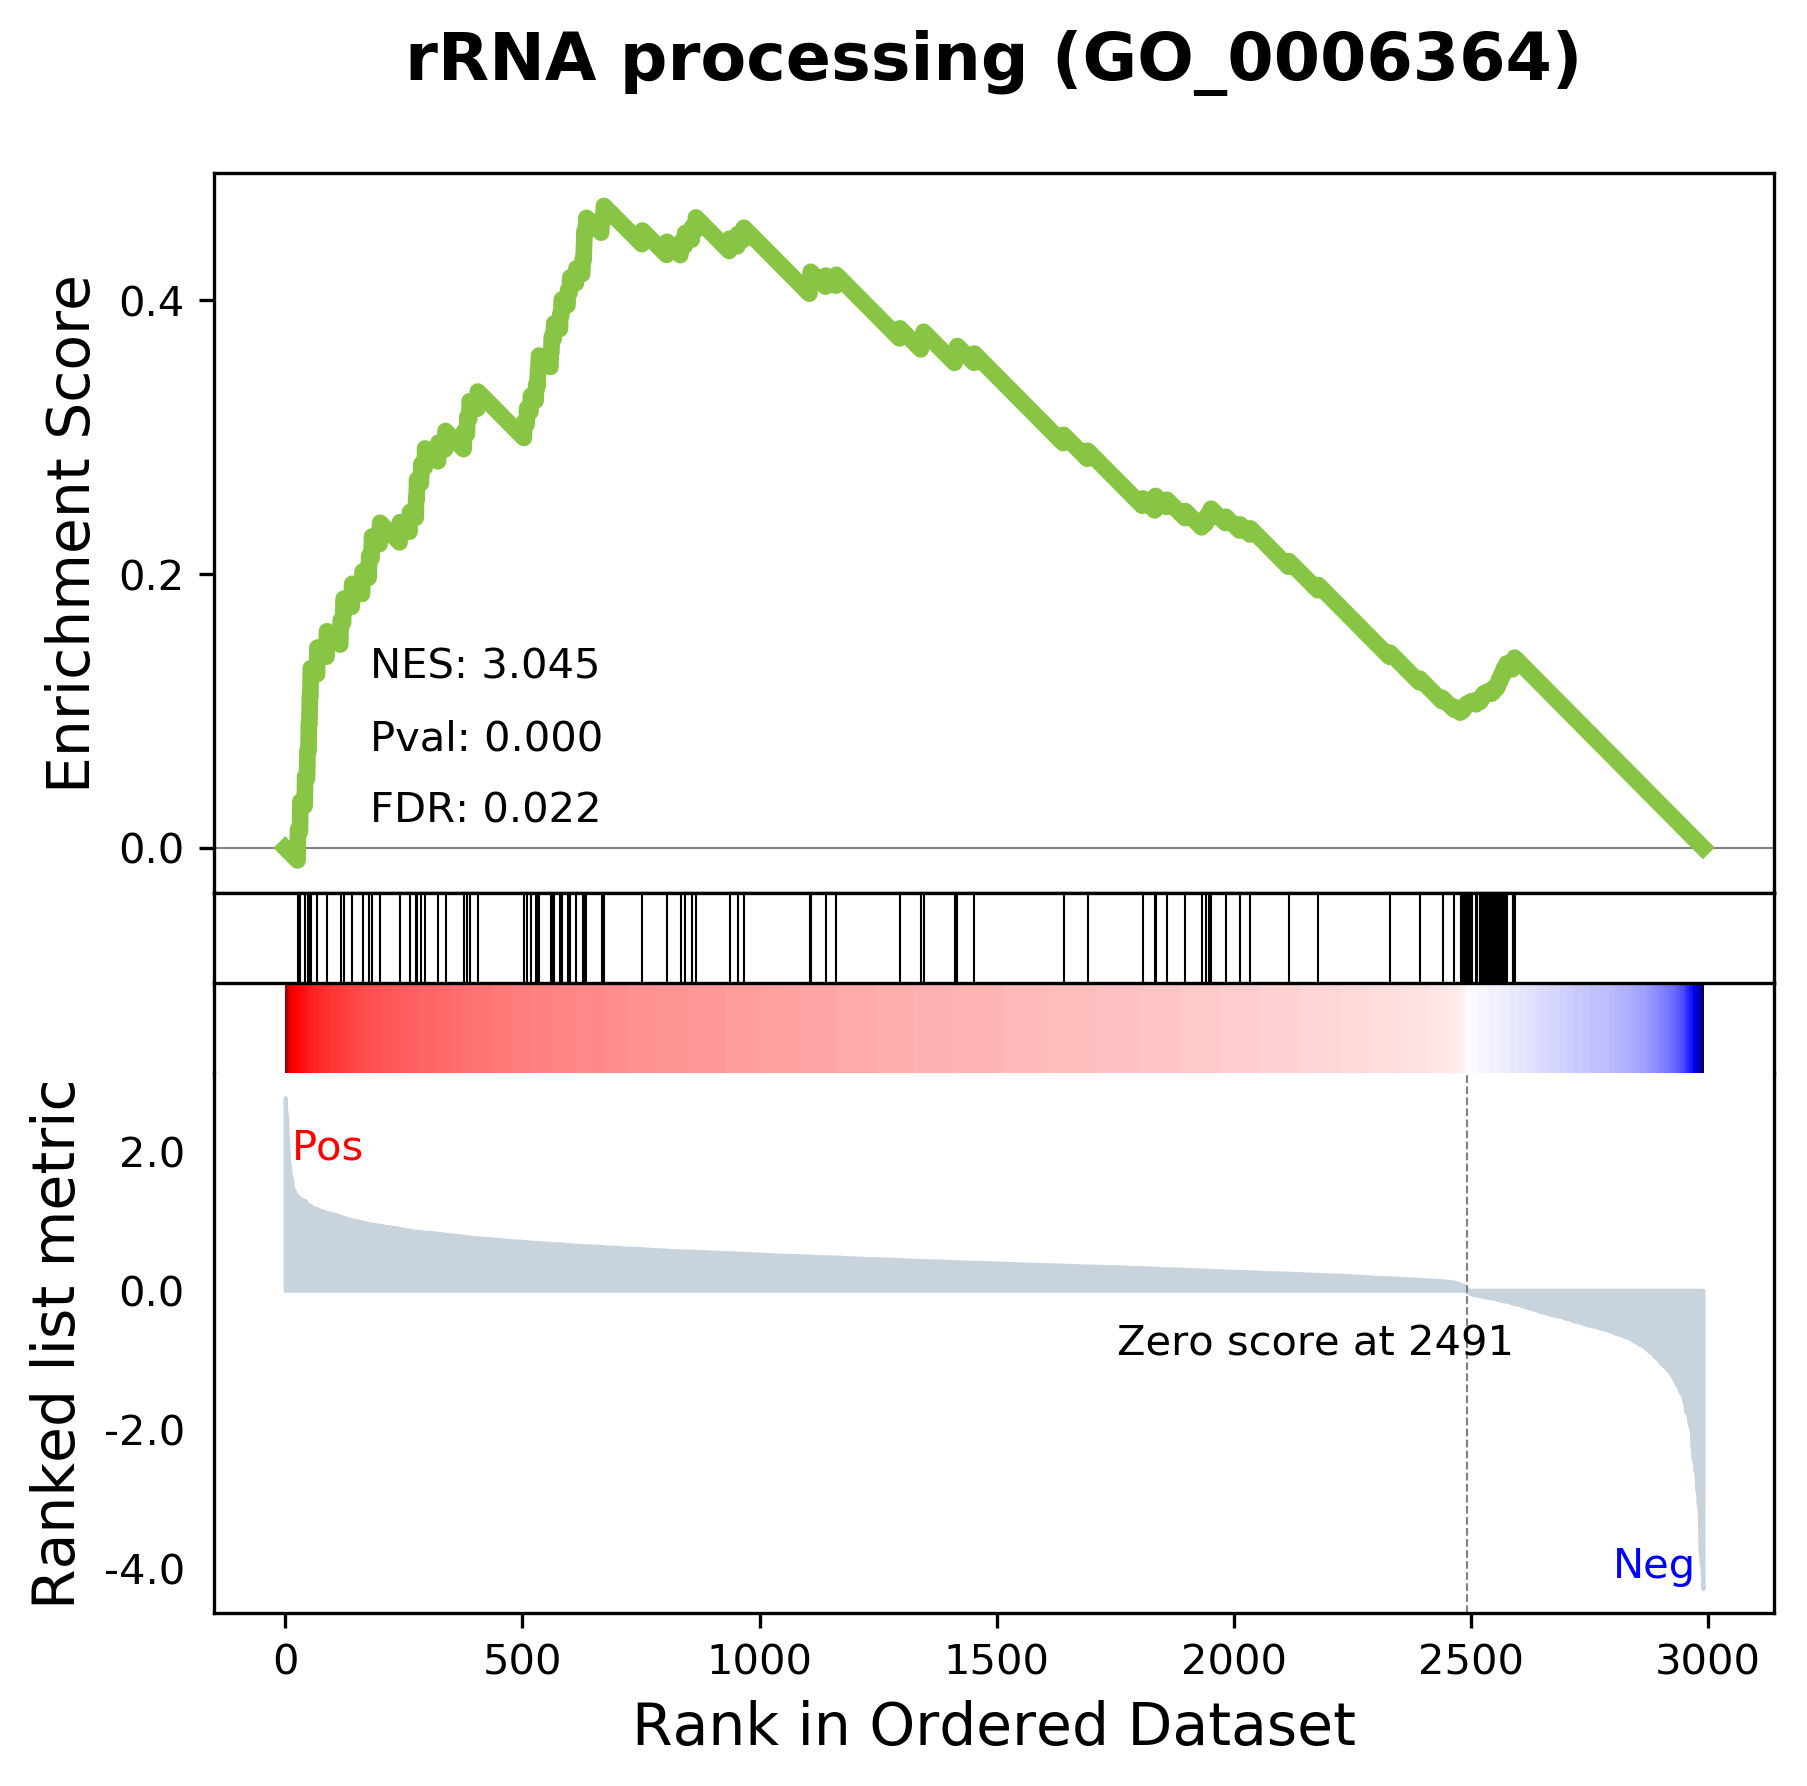 rRNA processing (GO_0006364)
Enrichment Score
0.4
0.2
0.0
NES: 3.045
Pval: 0.000
FDR: 0.022
Ranked list metric
2.0
0.0
-2.0
-4.0
Pos
Zero score at 2491
Neg
0 500 1000 1500 2000 2500 3000
Rank in Ordered Dataset